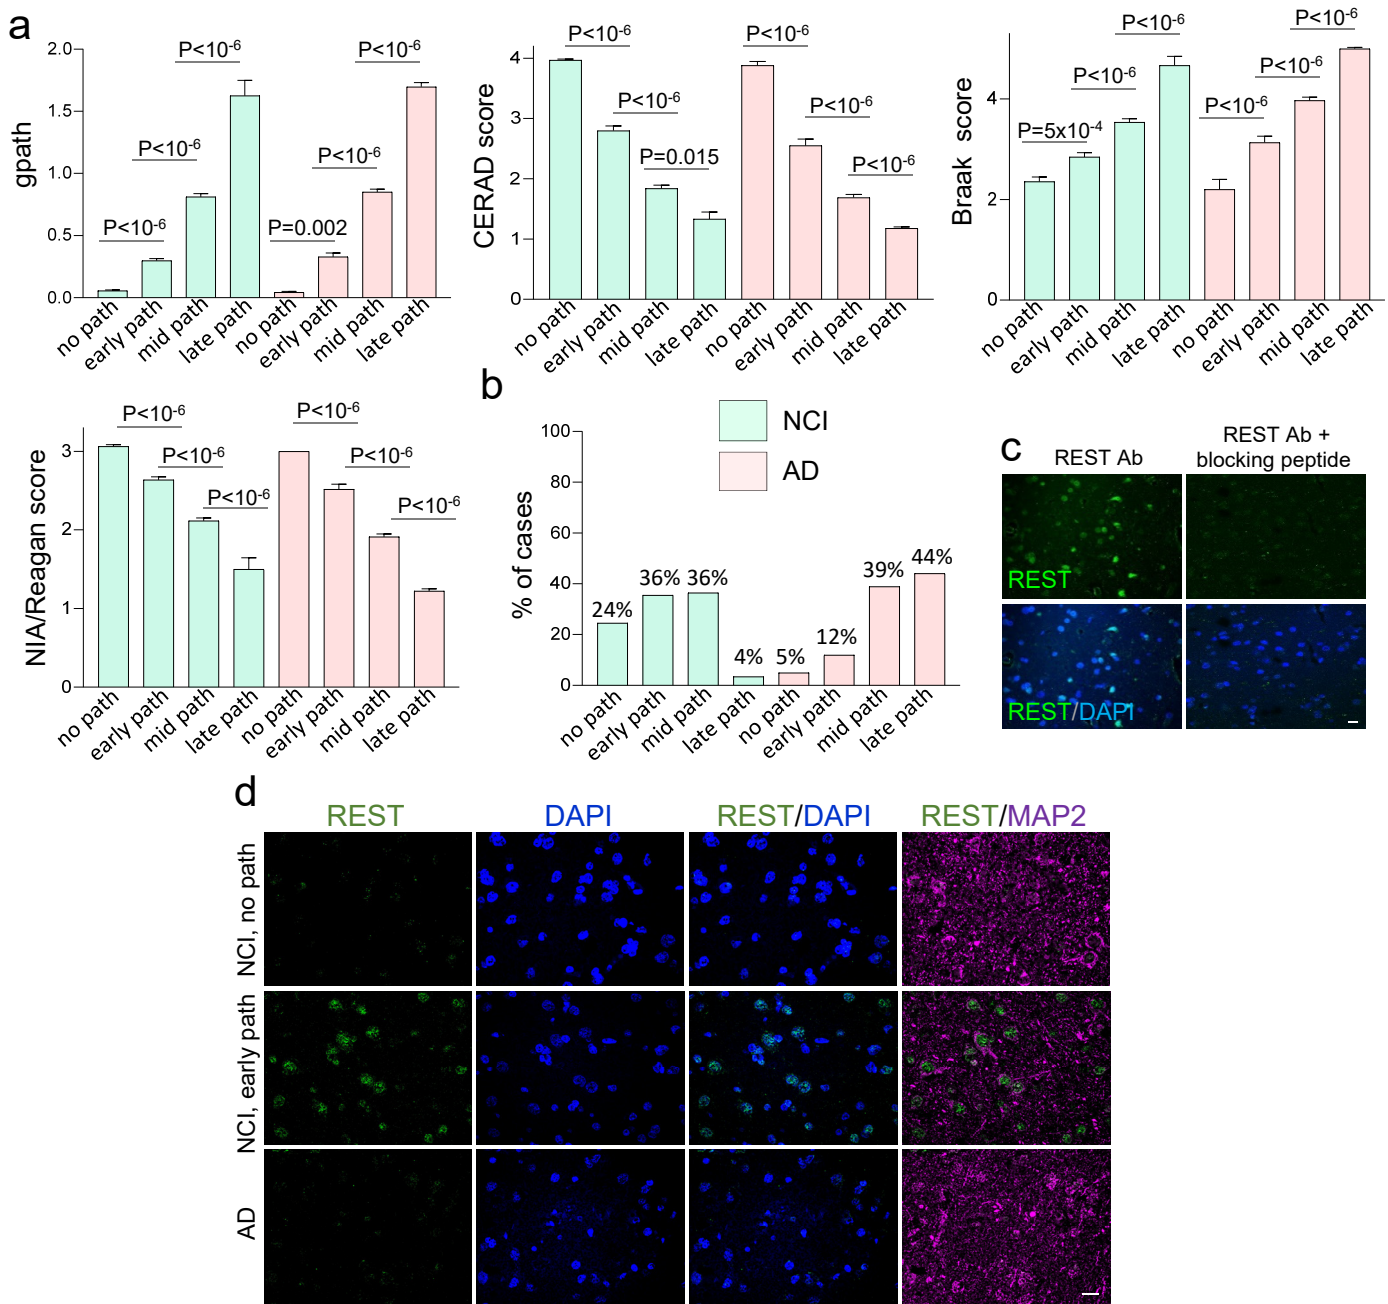 a
gpath
2.0
1.5
1.0
0.5
0.0
P<10-6
P<10-6
P<10-6
P=0.002
P<10-6
P<10-6
no path
early path
mid path
late path
no path
early path
mid path
late path
CERAD score
4
3
2
1
0
P<10-6
P<10-6
P=0.015
P<10-6
P<10-6
P<10-6
no path
early path
mid path
late path
no path
early path
mid path
late path
Braak score
4
2
0
P=5x10-4
P<10-6
P<10-6
P<10-6
P<10-6
P<10-6
no path
early path
mid path
late path
no path
early path
mid path
late path
NIA/Reagan score
3
2
1
0
P<10-6
P<10-6
P<10-6
P<10-6
P<10-6
P<10-6
no path
early path
mid path
late path
no path
early path
mid path
late path
b
NCI
AD
% of cases
100
80
60
40
20
0
24%
36%
36%
4%
5%
12%
39%
44%
no path
early path
mid path
late path
no path
early path
mid path
late path
c
REST Ab
REST Ab +
blocking peptide
REST
REST/DAPI
d
REST
DAPI
REST/DAPI
REST/MAP2
NCI, no path
NCI, early path
AD